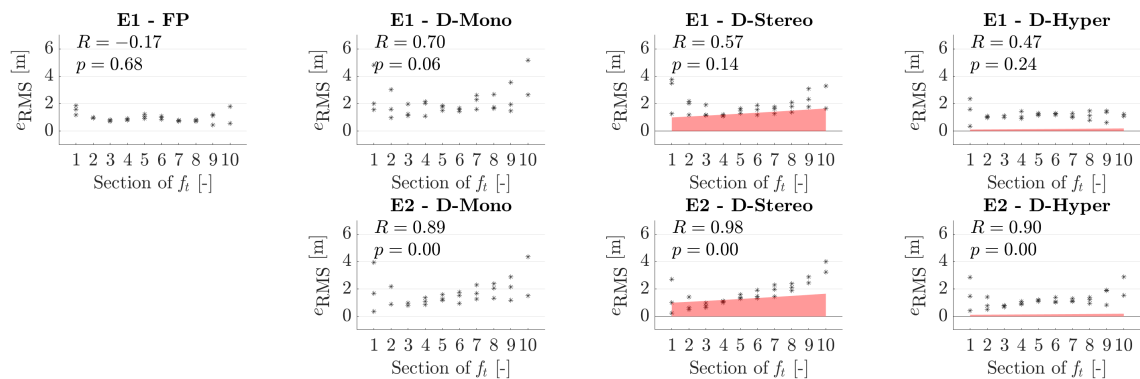 E1 - FP
R = −0.17
p = 0.68
6
4
2
0
e_RMS [m]
1 2 3 4 5 6 7 8 9 10
Section of f_t [-]
E1 - D-Mono
R = 0.70
p = 0.06
6
4
2
0
e_RMS [m]
1 2 3 4 5 6 7 8 9 10
Section of f_t [-]
E1 - D-Stereo
R = 0.57
p = 0.14
6
4
2
0
e_RMS [m]
1 2 3 4 5 6 7 8 9 10
Section of f_t [-]
E1 - D-Hyper
R = 0.47
p = 0.24
6
4
2
0
e_RMS [m]
1 2 3 4 5 6 7 8 9 10
Section of f_t [-]
E2 - D-Mono
R = 0.89
p = 0.00
6
4
2
0
e_RMS [m]
1 2 3 4 5 6 7 8 9 10
Section of f_t [-]
E2 - D-Stereo
R = 0.98
p = 0.00
6
4
2
0
e_RMS [m]
1 2 3 4 5 6 7 8 9 10
Section of f_t [-]
E2 - D-Hyper
R = 0.90
p = 0.00
6
4
2
0
e_RMS [m]
1 2 3 4 5 6 7 8 9 10
Section of f_t [-]